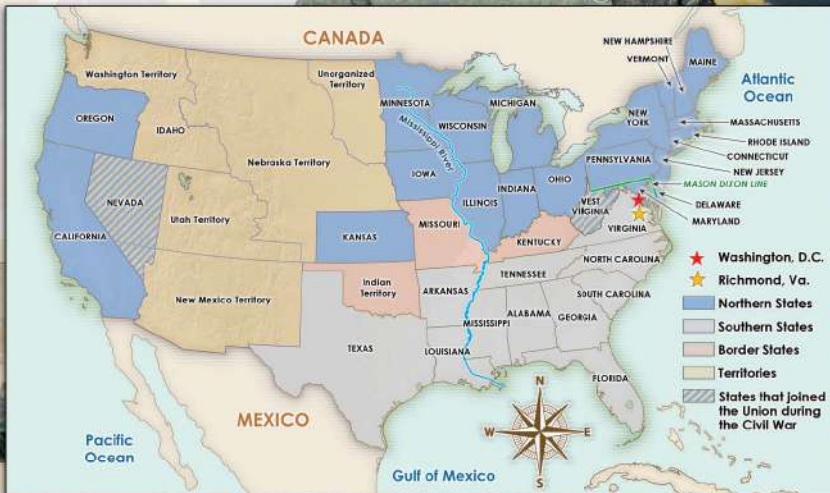 CANADA
Washington Territory
Unorganized
Territory
NEW HAMPSHIRE
VERMONT
MAINE
Atlantic
Ocean
OREGON
IDAHO
MINNESOTA
Mississippi River
WISCONSIN
MICHIGAN
NEW
YORK
MASSACHUSETTS
RHODE ISLAND
CONNECTICUT
NEW JERSEY
MASON DIXON LINE
DELAWARE
MARYLAND
Nebraska Territory
IOWA
PENNSYLVANIA
OHIO
INDIANA
ILLINOIS
WEST
VIRGINIA
VIRGINIA
NEVADA
Utah Territory
CALIFORNIA
KANSAS
MISSOURI
KENTUCKY
NORTH CAROLINA
TENNESSEE
SOUTH CAROLINA
Indian
Territory
ARKANSAS
New Mexico Territory
MISSISSIPPI
ALABAMA
GEORGIA
TEXAS
LOUISIANA
FLORIDA
Washington, D.C.
Richmond, Va.
Northern States
Southern States
Border States
Territories
States that joined
the Union during
the Civil War
MEXICO
Pacific
Ocean
Gulf of Mexico
N
W
E
S